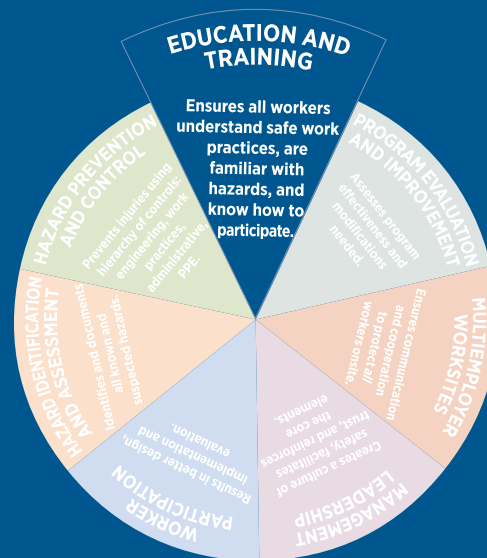 EDUCATION AND
TRAINING
Ensures all workers
understand safe work
practices, are
familiar with
hazards, and
know how to
participate.
PROGRAM EVALUATION
AND IMPROVEMENT
Assesses program
effectiveness and
modifications
needed.
MULTIEMPLOYER
WORKSITES
Ensures communication
and cooperation
to protect all
workers onsite.
MANAGEMENT
LEADERSHIP
Creates a culture of
safety, facilitates
trust, and reinforces
the core
elements.
WORKER
PARTICIPATION
Results in better design,
implementation and
evaluation.
HAZARD IDENTIFICATION
AND ASSESSMENT
Identifies and documents
all known and
suspected hazards.
HAZARD PREVENTION
AND CONTROL
Prevents injuries using
hierarchy of controls:
engineering, work
practices,
administrative,
PPE.